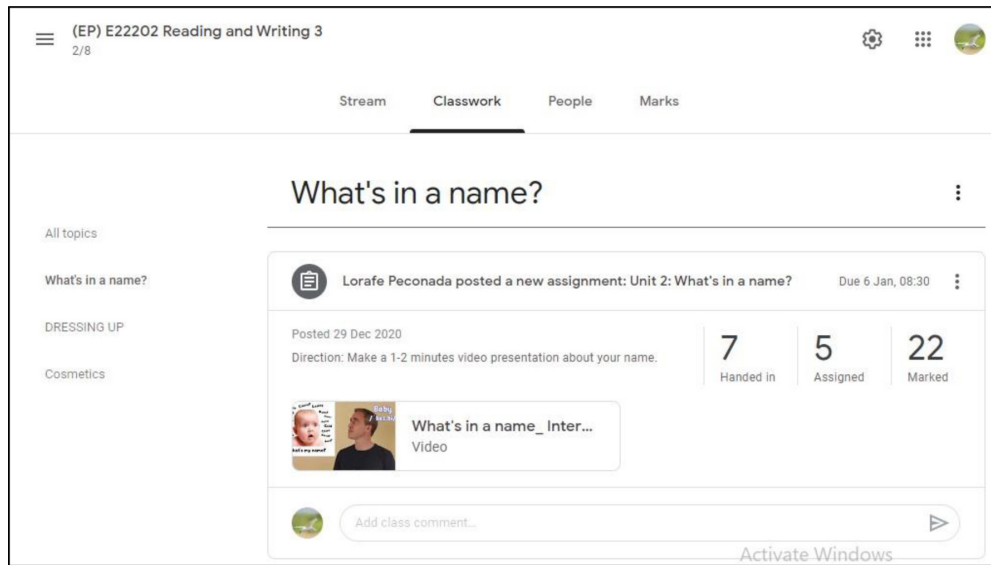 (EP) E22202 Reading and Writing 3
2/8
Stream Classwork People Marks
What's in a name?
All topics
What's in a name?
DRESSING UP
Cosmetics
Lorafe Peconada posted a new assignment: Unit 2: What's in a name? Due 6 Jan, 08:30
Posted 29 Dec 2020
Direction: Make a 1-2 minutes video presentation about your name.
7 5 22
Handed in Assigned Marked
Baby
What's in a name_ Inter...
Video
Add class comment...
Activate Windows